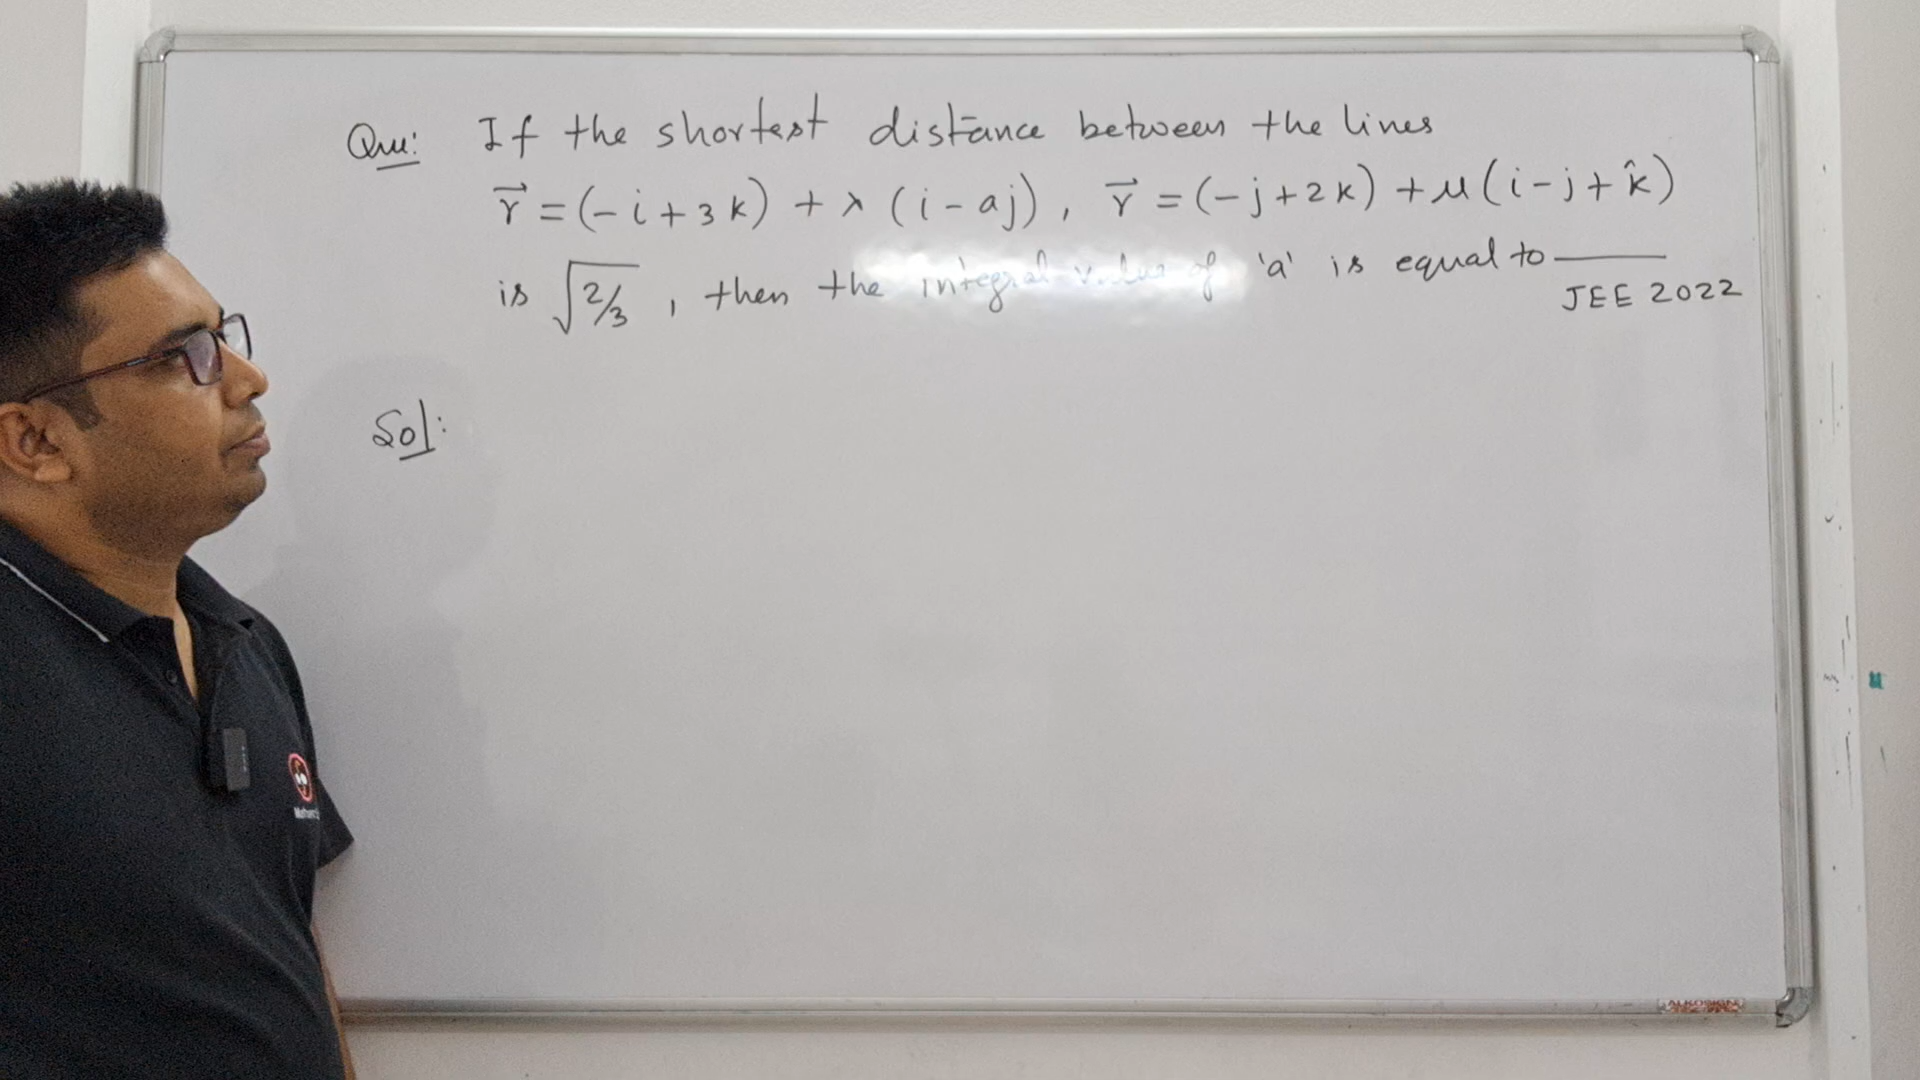 Que: If the shortest distance between the lines
r⃗ = (-i+3k) + λ (i-aj), r⃗ = (-j+2k) + μ(i-j+k̂)
is √2/3, then the integral value of 'a' is equal to ______
JEE 2022
Sol: